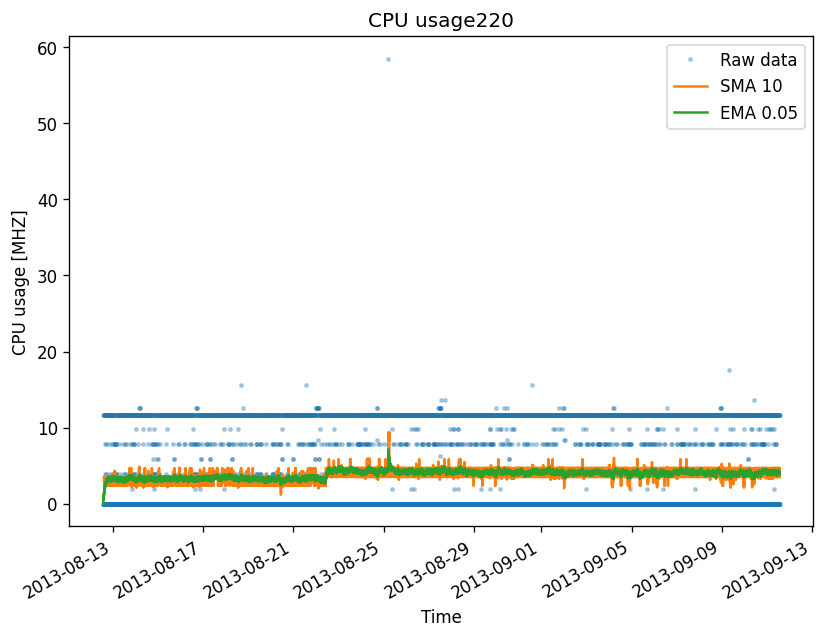 CPU usage220
Raw data
SMA 10
EMA 0.05
CPU usage [MHZ]
60
50
40
30
20
10
0
2013-08-13
2013-08-17
2013-08-21
2013-08-25
2013-08-29
2013-09-01
2013-09-05
2013-09-09
2013-09-13
Time